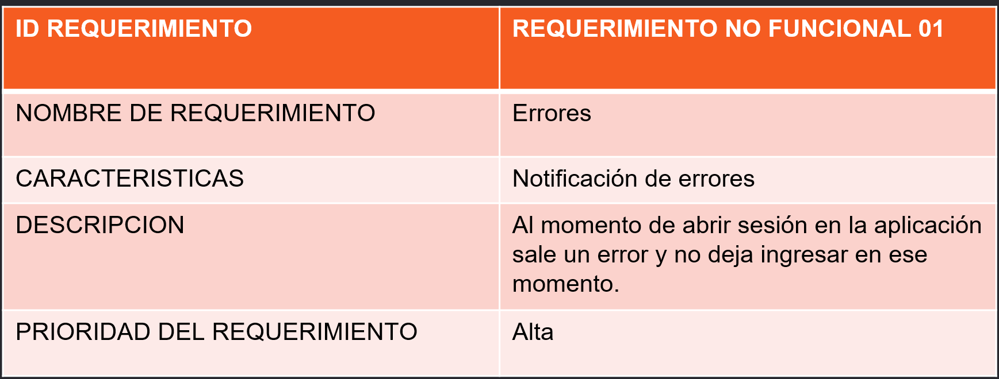 ID REQUERIMIENTO
REQUERIMIENTO NO FUNCIONAL 01
NOMBRE DE REQUERIMIENTO
Errores
CARACTERISTICAS
Notificación de errores
DESCRIPCION
Al momento de abrir sesión en la aplicación
sale un error y no deja ingresar en ese
momento.
PRIORIDAD DEL REQUERIMIENTO
Alta